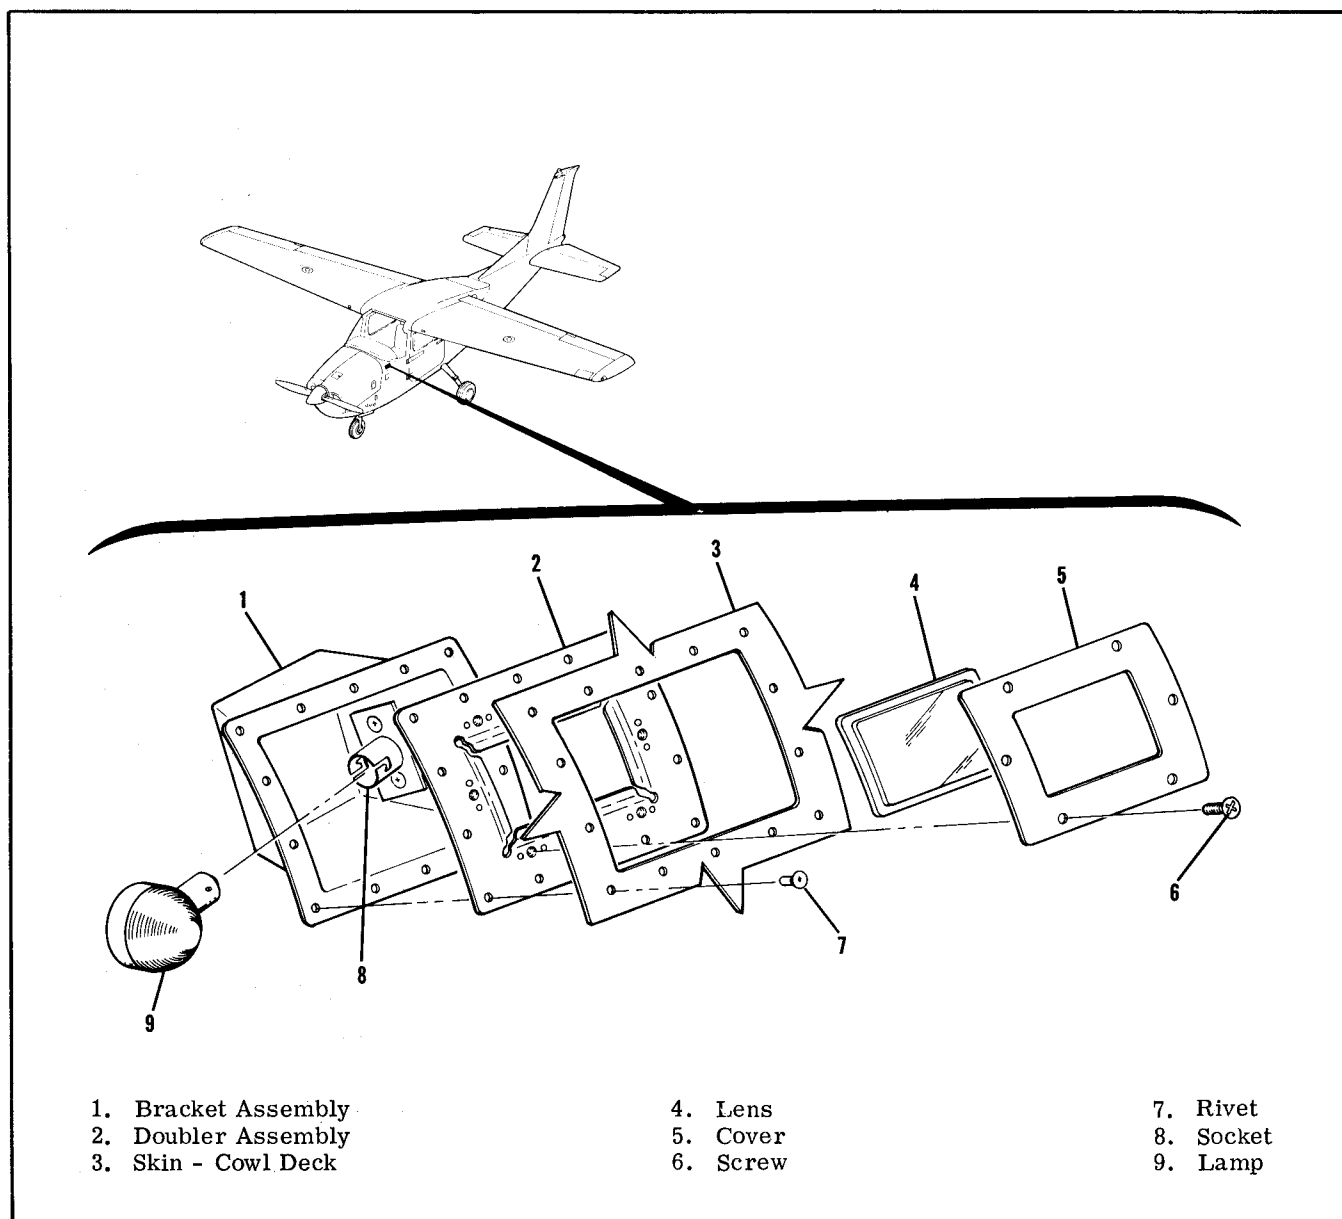 3
2
4
5
1
6
7
8
9
1. Bracket Assembly
2. Doubler Assembly
3. Skin - Cowl Deck
4. Lens
5. Cover
6. Screw
7. Rivet
8. Socket
9. Lamp